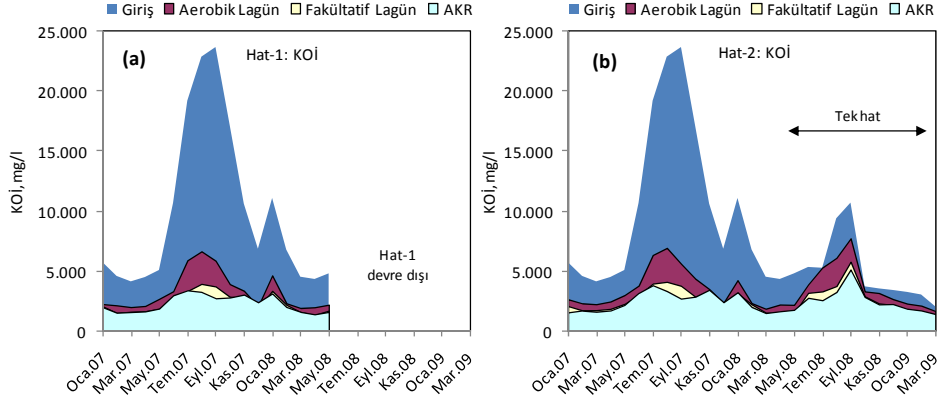 Giriş Aerobik Lagün Fakültatif Lagün AKR
(a)
Hat-1: KOİ
KOİ, mg/l
25.000
20.000
15.000
10.000
5.000
0
Hat-1
devre dışı
Oca.07 Mar.07 May.07 Tem.07 Eyl.07 Kas.07 Oca.08 Mar.08 May.08 Tem.08 Eyl.08 Kas.08 Oca.09 Mar.09
Giriş Aerobik Lagün Fakültatif Lagün AKR
(b)
Hat-2: KOİ
KOİ, mg/l
25.000
20.000
15.000
10.000
5.000
0
Tek hat
Oca.07 Mar.07 May.07 Tem.07 Eyl.07 Kas.07 Oca.08 Mar.08 May.08 Tem.08 Eyl.08 Kas.08 Oca.09 Mar.09